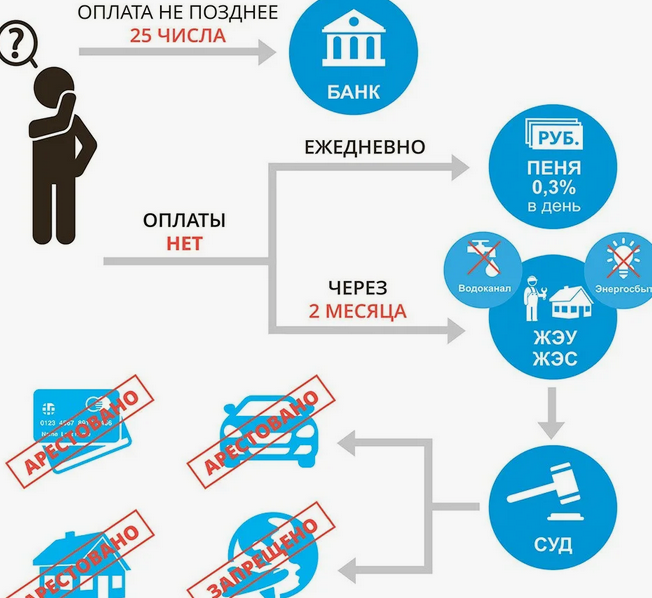 ОПЛАТА НЕ ПОЗДНЕЕ
25 ЧИСЛА
?
БАНК
ЕЖЕДНЕВНО
РУБ.
ПЕНЯ
0,3%
в день
ОПЛАТЫ
НЕТ
ЧЕРЕЗ
2 МЕСЯЦА
Водоканал
Энергосбыт
ЖЭУ
ЖЭС
АРЕСТОВАНО
АРЕСТОВАНО
СУД
АРЕСТОВАНО
ЗАПРЕЩЕНО